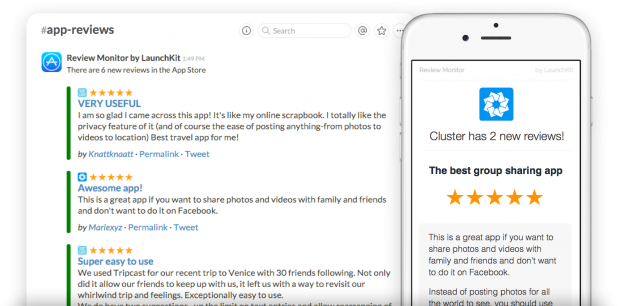 #app-reviews
Search
Review Monitor by LaunchKit 1:49 PM
There are 6 new reviews in the App Store
VERY USEFUL
I am so glad I came across this app! It's like my online scrapbook. I totally like the
privacy feature of it (and of course the ease of posting anything-from photos to
videos to location) Best travel app for me!
by Knattknaatt · Permalink · Tweet
Awesome app!
This is a great app if you want to share photos and videos with family and friends
and don't want to do it on Facebook.
by Mariexyz · Permalink · Tweet
Super easy to use
We used Tripcast for our recent trip to Venice with 30 friends following. Not only
did it allow our friends to keep up with us, it left us with a way to revisit our
whirlwind trip and feelings. Exceptionally easy to use.
Review Monitor by LaunchKit
Cluster has 2 new reviews!
The best group sharing app
This is a great app if you want to
share photos and videos with
family and friends and don't want
to do it on Facebook.
Instead of posting photos for all
the world to see, you should use